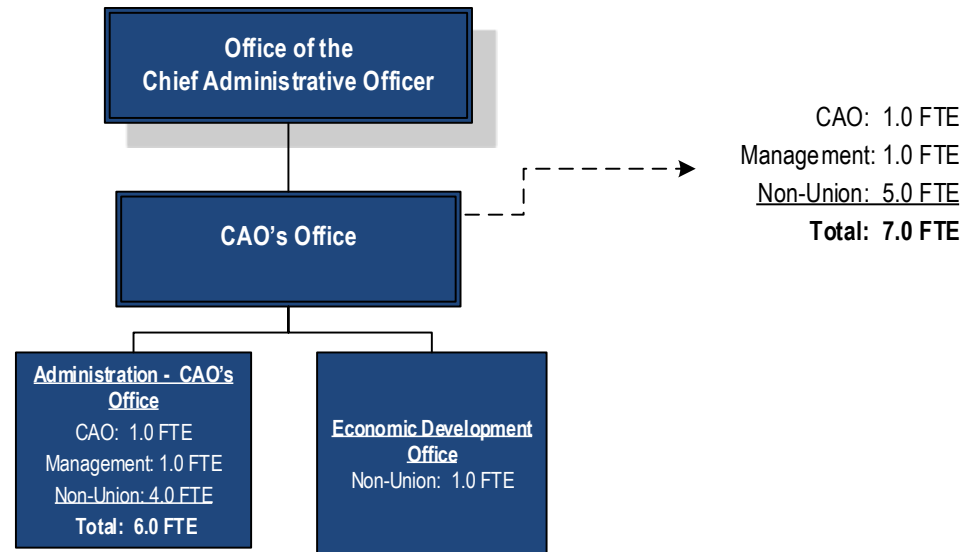 Office of the
Chief Administrative Officer
CAO: 1.0 FTE
Management: 1.0 FTE
Non-Union: 5.0 FTE
Total: 7.0 FTE
CAO’s Office
Administration - CAO’s
Office
CAO: 1.0 FTE
Management: 1.0 FTE
Non-Union: 4.0 FTE
Total: 6.0 FTE
Economic Development
Office
Non-Union: 1.0 FTE